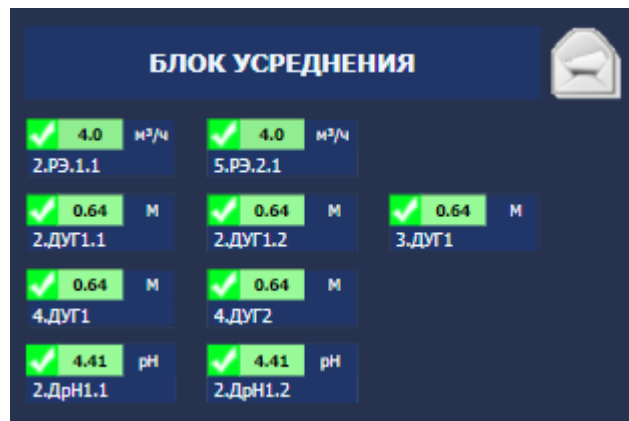 БЛОК УСРЕДНЕНИЯ
4.0 м³/ч 4.0 м³/ч
2.РЭ.1.1 5.РЭ.2.1
0.64 М 0.64 М 0.64 М
2.ДУГ1.1 2.ДУГ1.2 3.ДУГ1
0.64 М 0.64 М
4.ДУГ1 4.ДУГ2
4.41 pH 4.41 pH
2.ДрН1.1 2.ДрН1.2